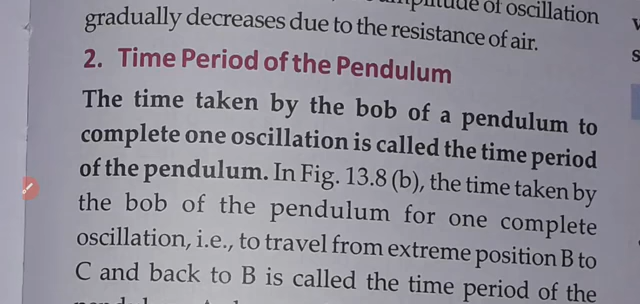 of oscillation
gradually decreases due to the resistance of air.
2. Time Period of the Pendulum
The time taken by the bob of a pendulum to
complete one oscillation is called the time period
of the pendulum. In Fig. 13.8 (b), the time taken by
the bob of the pendulum for one complete
oscillation, i.e., to travel from extreme position B to
C and back to B is called the time period of the